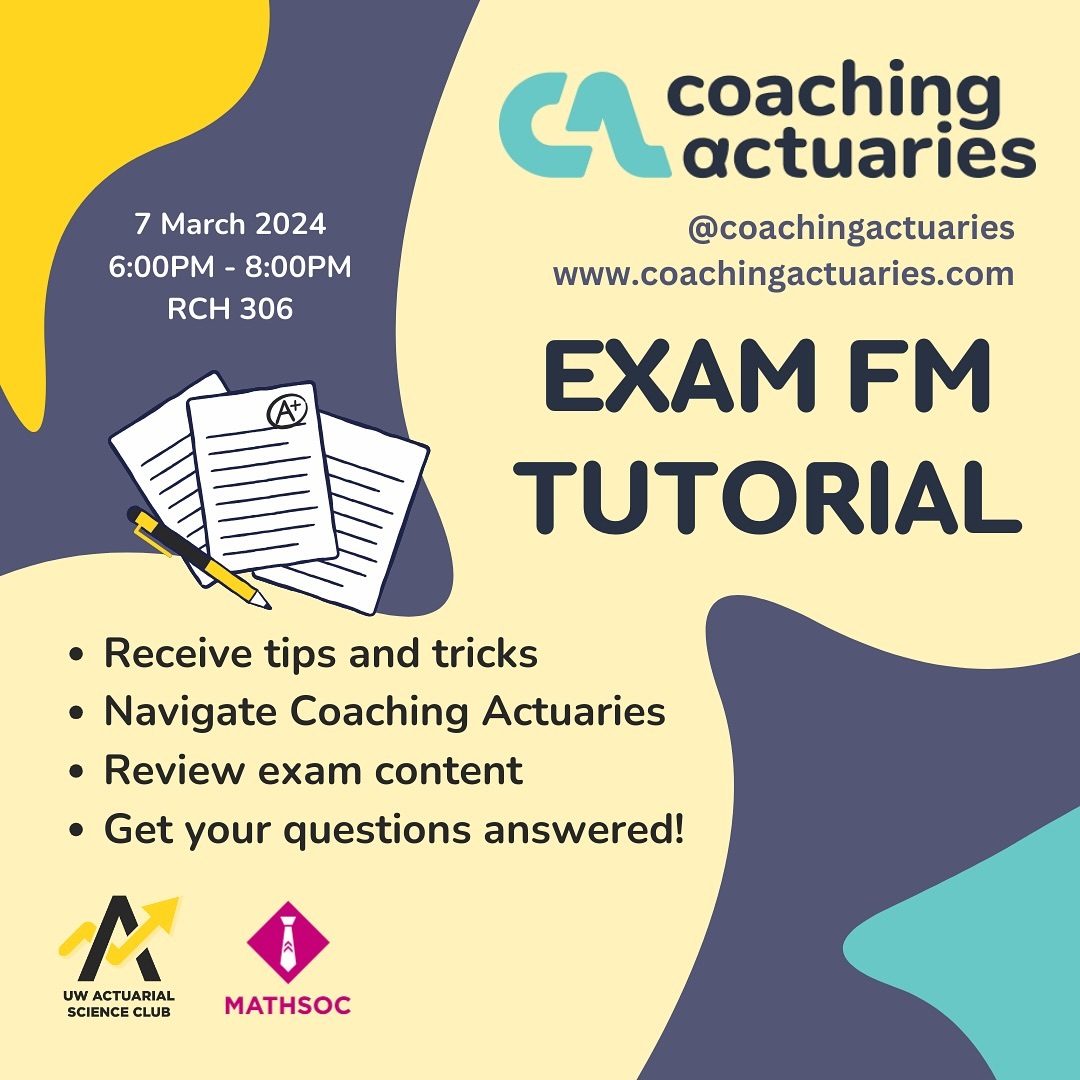 coaching
actuaries
@coachingactuaries
www.coachingactuaries.com
7 March 2024
6:00PM - 8:00PM
RCH 306
EXAM FM
TUTORIAL
A+
• Receive tips and tricks
• Navigate Coaching Actuaries
• Review exam content
• Get your questions answered!
UW ACTUARIAL
SCIENCE CLUB
MATHSOC